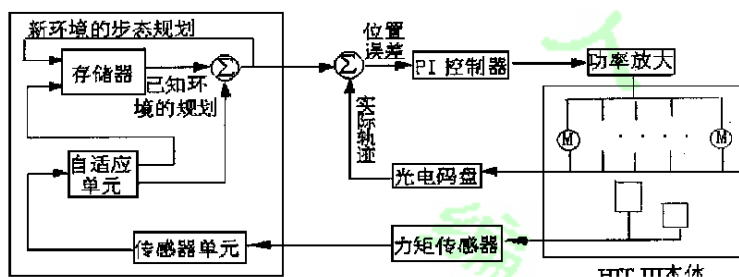 新环境的步态规划
存储器
已知环
境的规划
Σ
自适应
单元
传感器单元
Σ
位置
误差
实际轨迹
PI 控制器
功率放大
M
M
光电码盘
力矩传感器